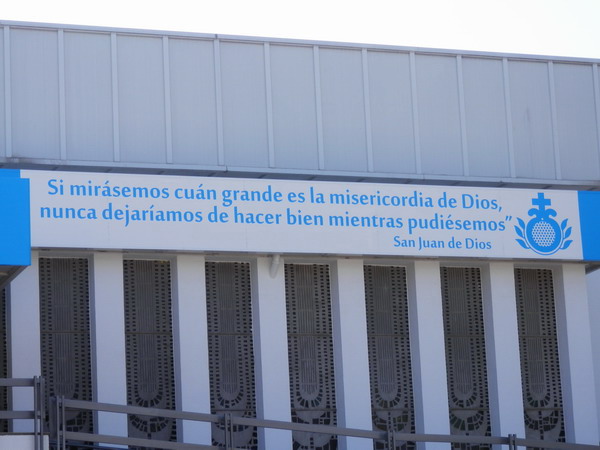 Si mirásemos cuán grande es la misericordia de Dios,
nunca dejaríamos de hacer bien mientras pudiésemos”
San Juan de Dios